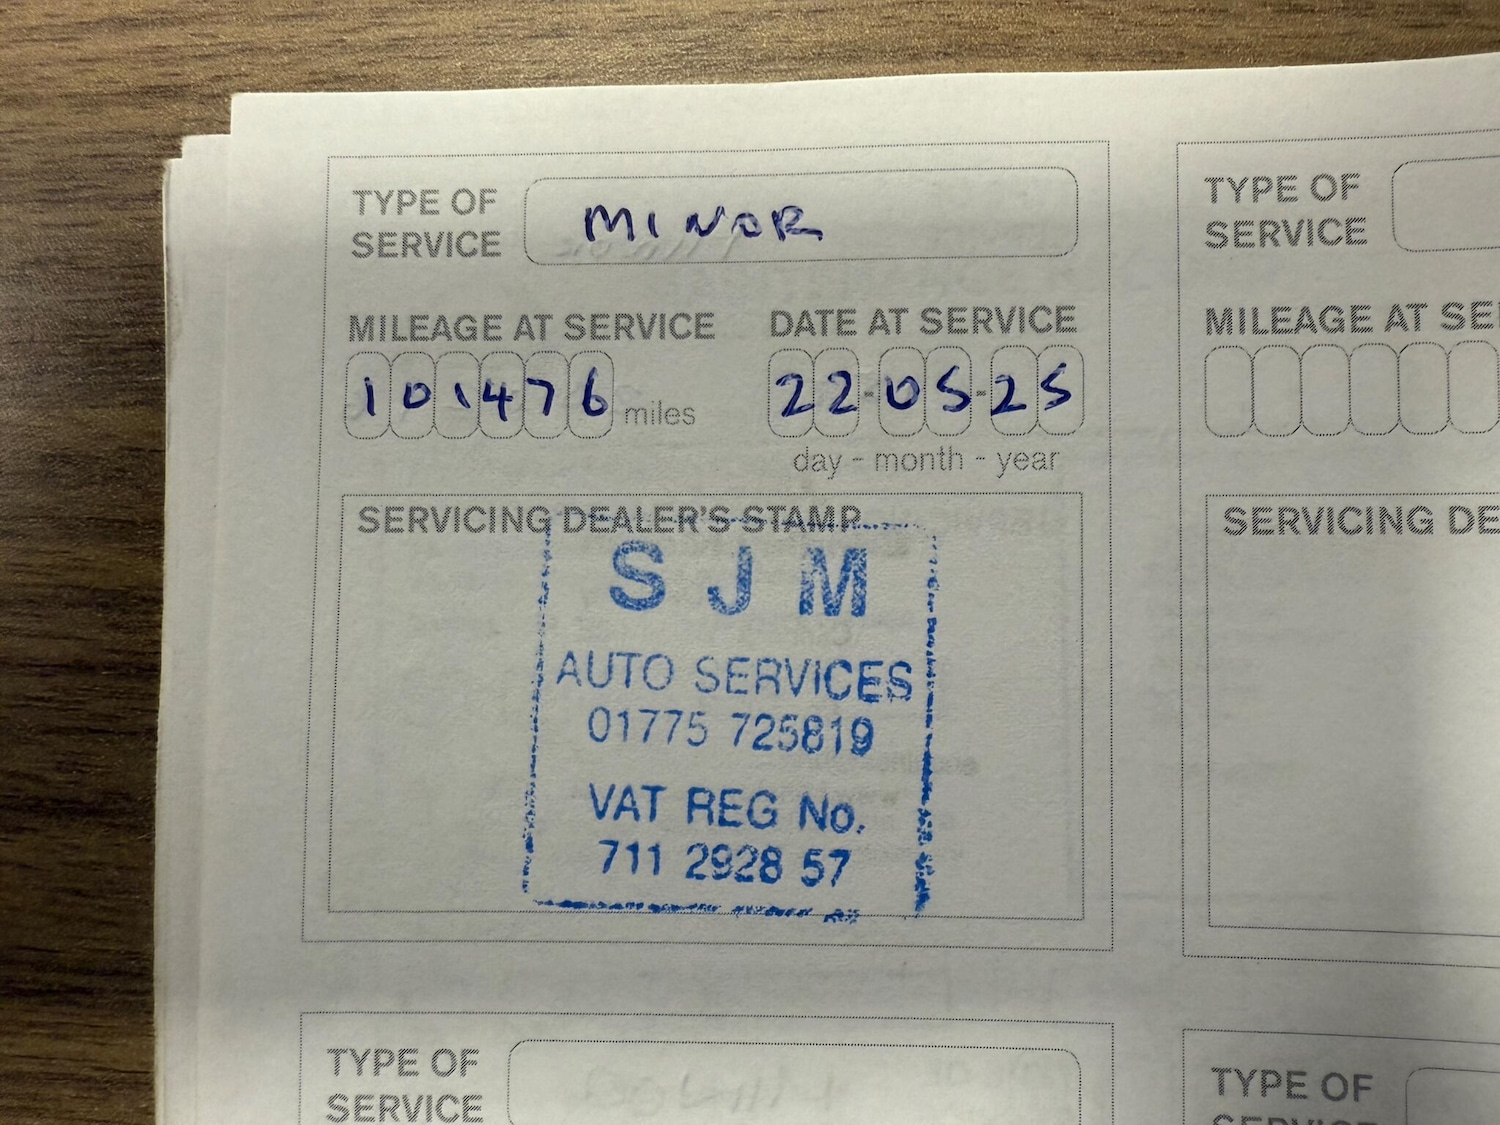 TYPE OF
SERVICE
MINOR
MILEAGE AT SERVICE
101476 miles
DATE AT SERVICE
22-05-25
day - month - year
SERVICING DEALER'S STAMP
S J M
AUTO SERVICES
01775 725819
VAT REG No.
711 2928 57
TYPE OF
SERVICE
MILEAGE AT SE
SERVICING DE
TYPE OF
SERVICE
TYPE OF
SERVICE